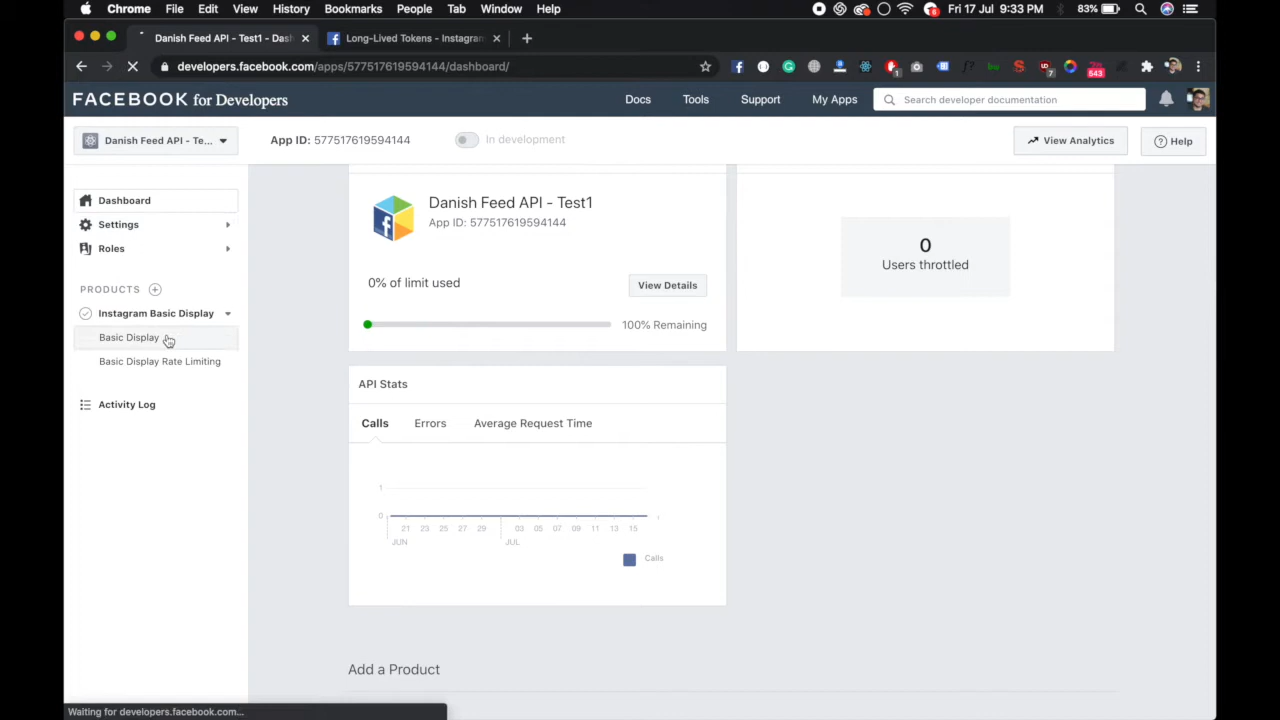 Chrome File Edit View History Bookmarks People Tab Window Help Fri 17 Jul 9:33 PM 83%
Danish Feed API - Test1 - Dash Long-Lived Tokens - Instagram
developers.facebook.com/apps/577517619594144/dashboard/
FACEBOOK for Developers Docs Tools Support My Apps Search developer documentation
Danish Feed API - Te... App ID: 577517619594144 In development View Analytics Help
Dashboard
Settings
Roles
PRODUCTS
Instagram Basic Display
Basic Display
Basic Display Rate Limiting
Activity Log
Danish Feed API - Test1
App ID: 577517619594144
0% of limit used View Details
100% Remaining
0
Users throttled
API Stats
Calls Errors Average Request Time
1
0
21 23 25 27 29 03 05 07 09 11 13 15
JUN JUL
Calls
Add a Product
Waiting for developers.facebook.com...